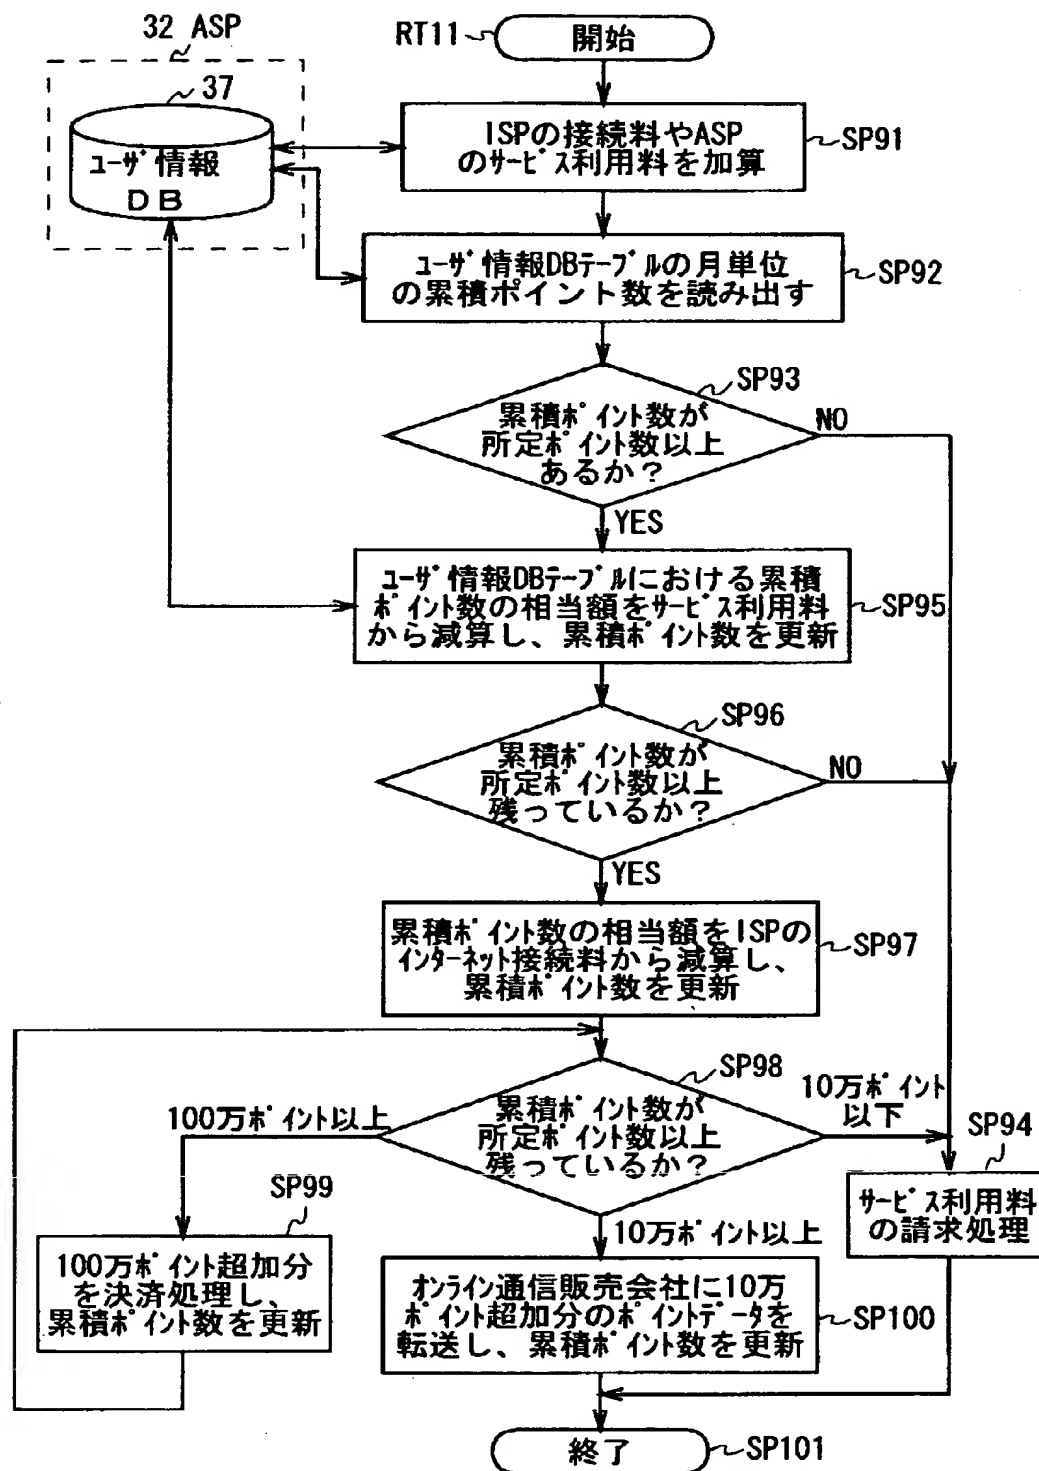 32 ASP
37
ユーザ情報
DB
RT11
開始
ISPの接続料やASP
のサービス利用料を加算
SP91
ユーザ情報DBテーブルの月単位
の累積ポイント数を読み出す
SP92
SP93
累積ポイント数が
所定ポイント数以上
あるか?
NO
YES
ユーザ情報DBテーブルにおける累積
ポイント数の相当額をサービス利用料
から減算し、累積ポイント数を更新
SP95
SP96
累積ポイント数が
所定ポイント数以上
残っているか?
NO
YES
累積ポイント数の相当額をISPの
インターネット接続料から減算し、
累積ポイント数を更新
SP97
SP98
累積ポイント数が
所定ポイント数以上
残っているか?
100万ポイント以上
10万ポイント
以下
SP94
サービス利用料
の請求処理
SP99
100万ポイント超加分
を決済処理し、
累積ポイント数を更新
10万ポイント以上
オンライン通信販売会社に10万
ポイント超加分のポイントデータを
転送し、累積ポイント数を更新
SP100
終了
SP101